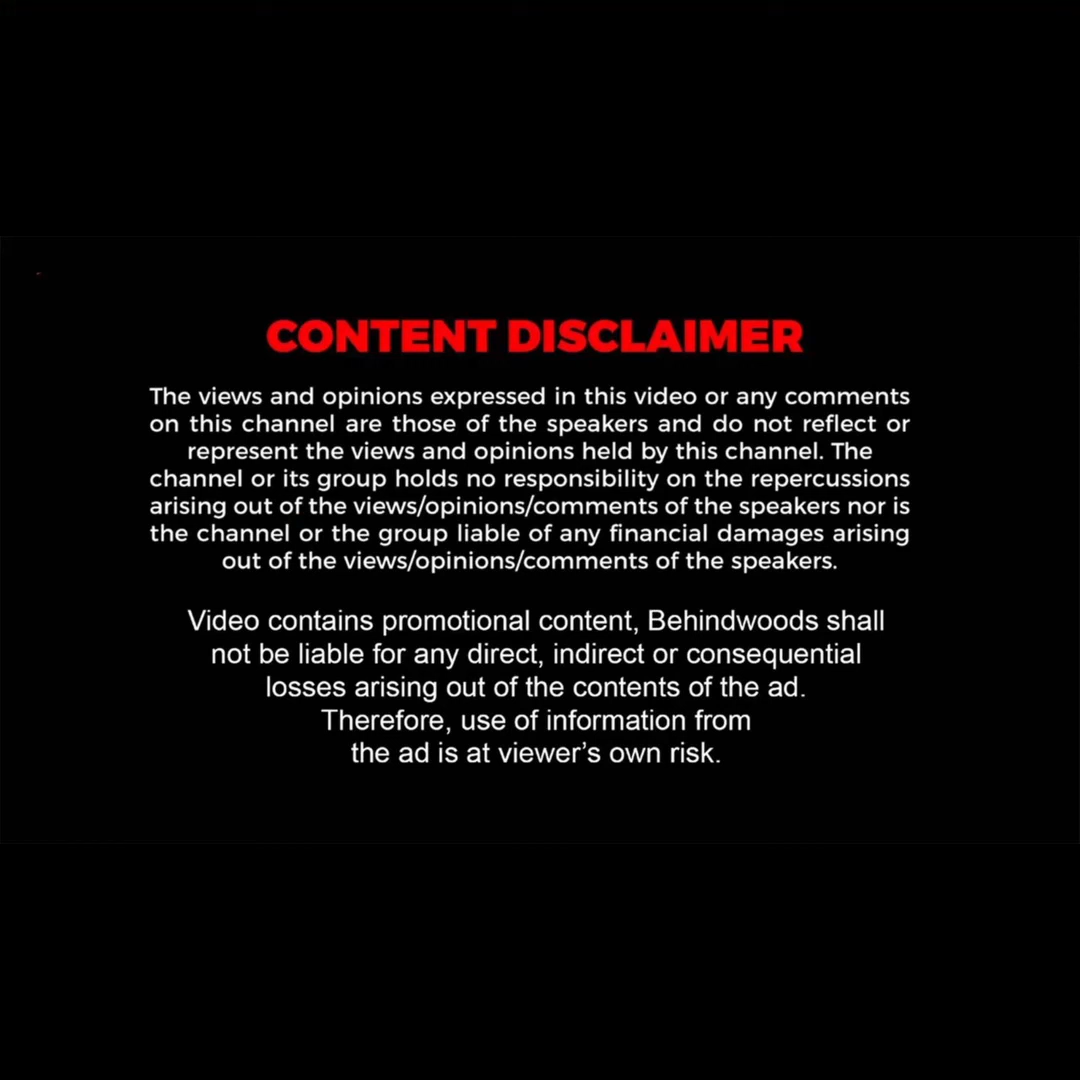 CONTENT DISCLAIMER
The views and opinions expressed in this video or any comments
on this channel are those of the speakers and do not reflect or
represent the views and opinions held by this channel. The
channel or its group holds no responsibility on the repercussions
arising out of the views/opinions/comments of the speakers nor is
the channel or the group liable of any financial damages arising
out of the views/opinions/comments of the speakers.
Video contains promotional content, Behindwoods shall
not be liable for any direct, indirect or consequential
losses arising out of the contents of the ad.
Therefore, use of information from
the ad is at viewer’s own risk.